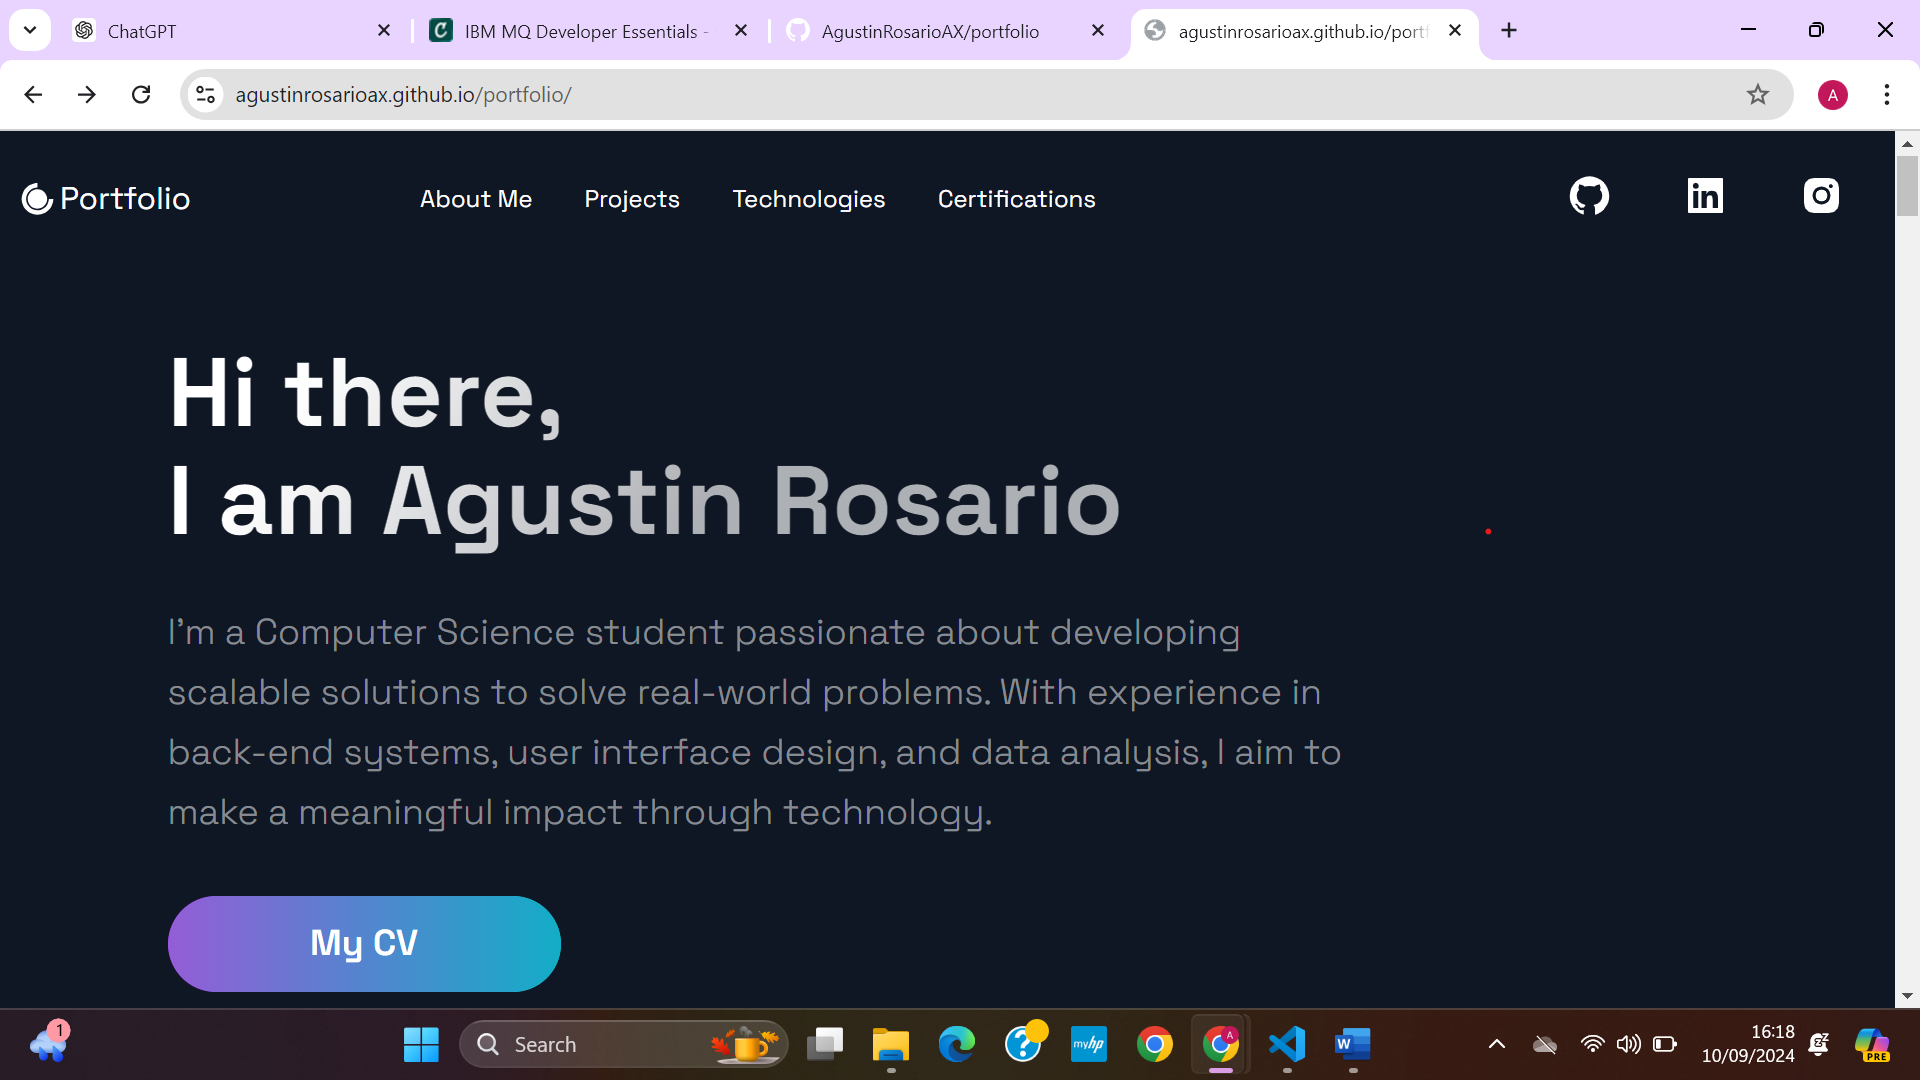 ChatGPT
IBM MQ Developer Essentials -
AgustinRosarioAX/portfolio
agustinrosarioax.github.io/port
agustinrosarioax.github.io/portfolio/
A
Portfolio
About Me
Projects
Technologies
Certifications
in
Hi there,
I am Agustin Rosario
I'm a Computer Science student passionate about developing
scalable solutions to solve real-world problems. With experience in
back-end systems, user interface design, and data analysis, I aim to
make a meaningful impact through technology.
My CV
1
Search
?
myhp
A
W
16:18
10/09/2024
PRE